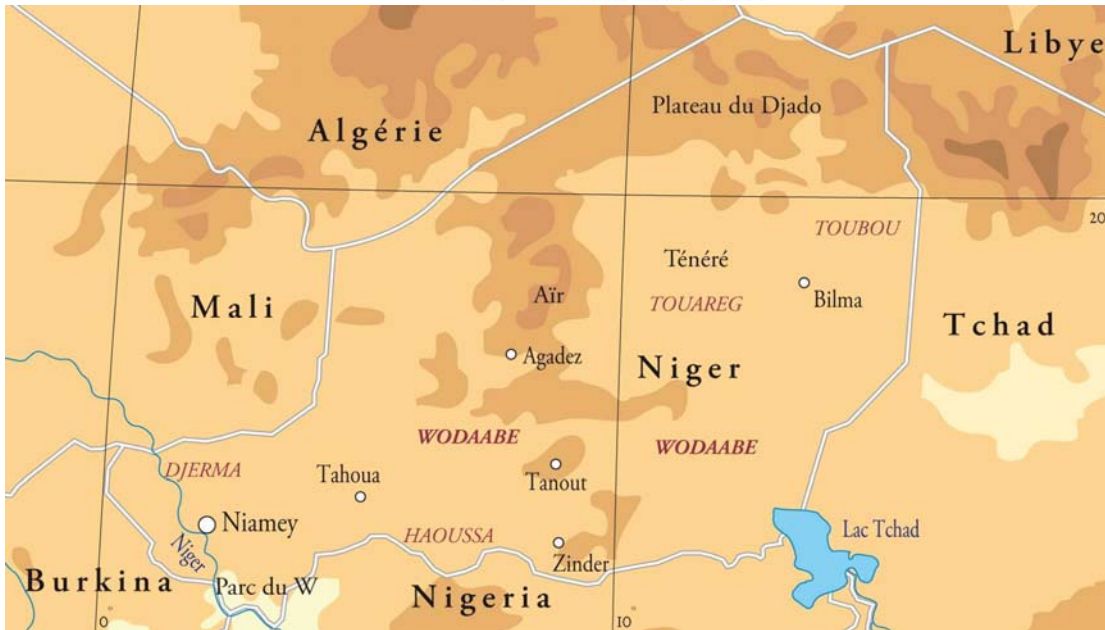 Libye
Plateau du Djado
Algérie
20
TOUBOU
Ténéré
Aïr
TOUAREG
Bilma
Mali
Tchad
Agadez
Niger
WODAABE
WODAABE
DJERMA
Tahoua
Tanout
Niamey
HAOUSSA
Lac Tchad
Niger
Zinder
Burkina
Parc du W
Nigeria
0°
10°